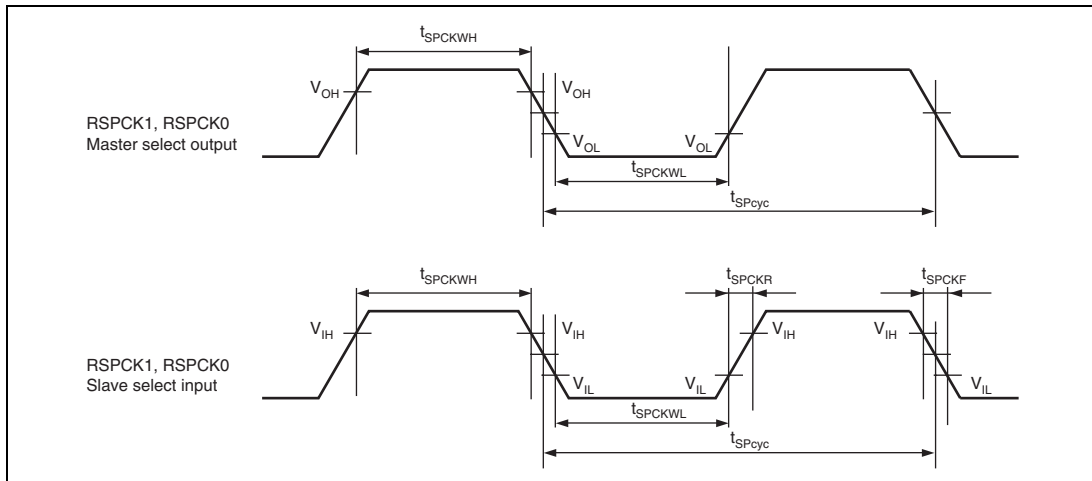 tSPCKWH
VOH
VOH
RSPCK1, RSPCK0
Master select output
VOL
VOL
tSPCKWL
tSPcyc
tSPCKWH
tSPCKR
tSPCKF
VIH
VIH
VIH
VIH
RSPCK1, RSPCK0
Slave select input
VIL
VIL
VIL
tSPCKWL
tSPcyc